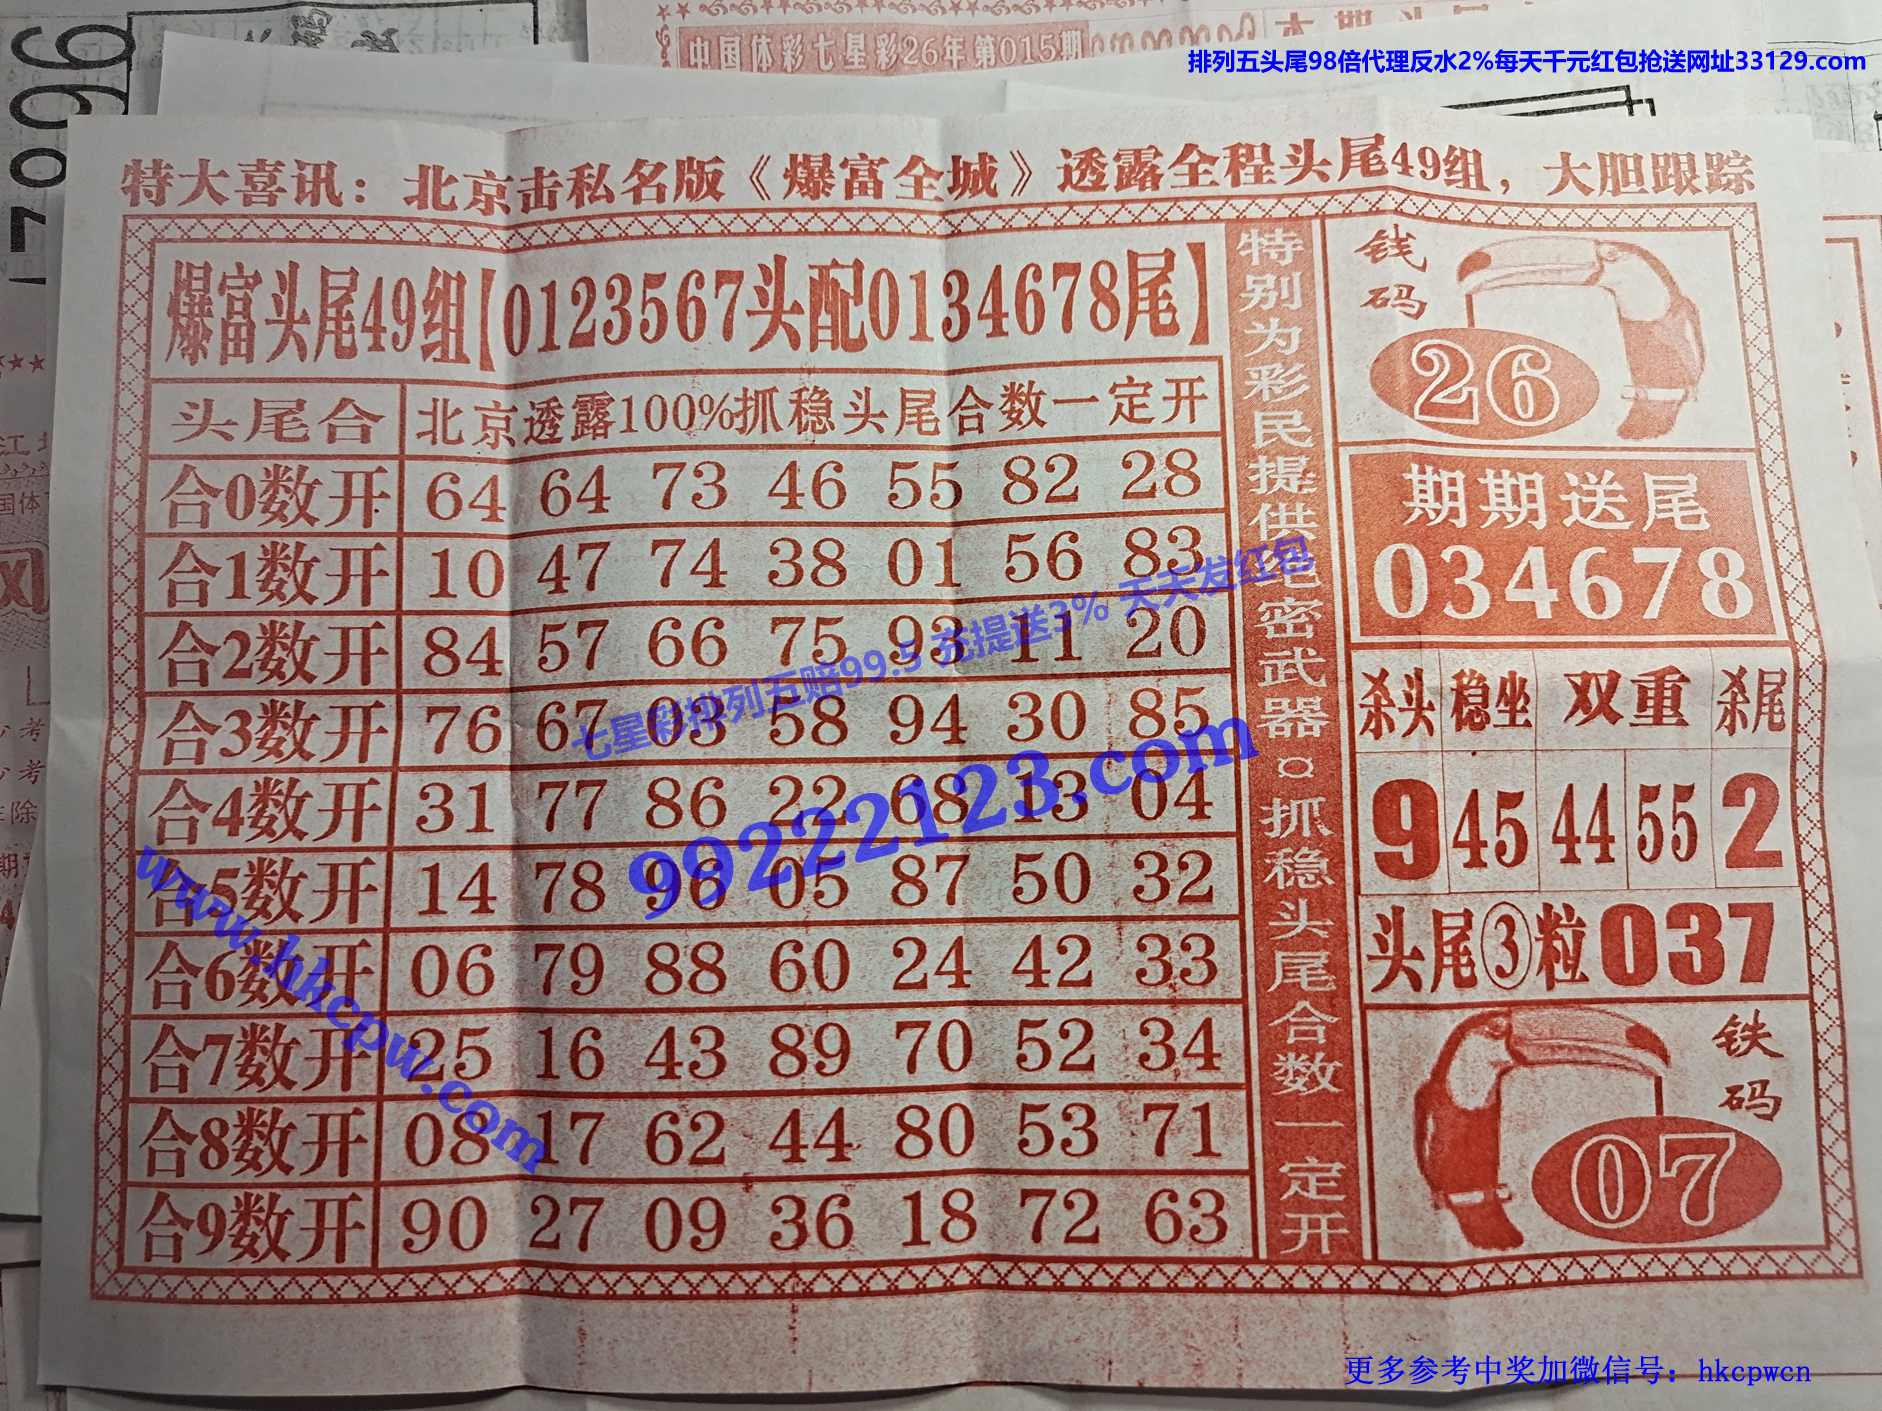 7996
中国体彩七星彩26年第015期
排列五头尾98倍代理反水2%每天千元红包抢送网址33129.com
特大喜讯：北京击私名版《爆富全城》透露全程头尾49组，大胆跟踪
爆富头尾49组【0123567头配0134678尾】
头尾合 北京透露100%抓稳头尾合数一定开
合0数开 64 64 73 46 55 82 28
合1数开 10 47 74 38 01 56 83
合2数开 84 57 66 75 93 11 20
合3数开 76 67 03 58 94 30 85
合4数开 31 77 86 22 68 13 04
合5数开 14 78 96 05 87 50 32
合6数开 06 79 88 60 24 42 33
合7数开 25 16 43 89 70 52 34
合8数开 08 17 62 44 80 53 71
合9数开 90 27 09 36 18 72 63
特别为彩民提供绝密武器¤抓稳头尾合数一定开
钱码
26
期期送尾
034678
杀头 稳坐 双重 杀尾
9 45 44 55 2
头尾③粒037
铁码
07
七星彩排列五赔99.5 充提送3% 天天发红包
99222123.com
www.hkcpw.com
更多参考中奖加微信号：hkcpwcn